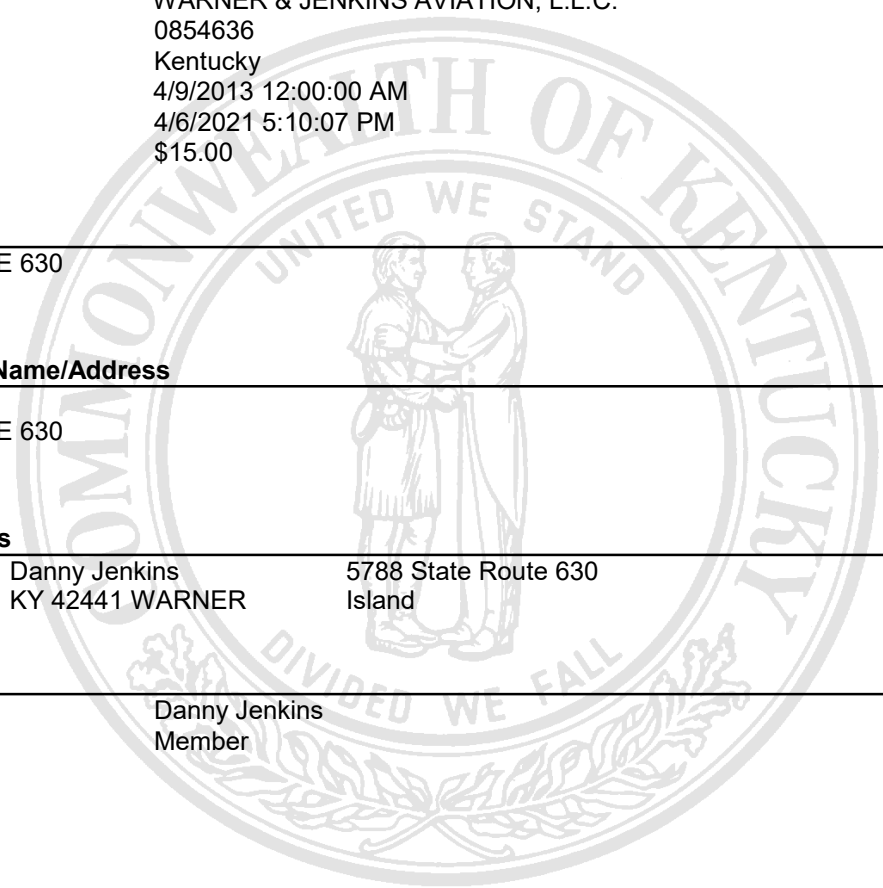 WARNER & JENKINS AVIATION, L.L.C.
0854636
Kentucky
4/9/2013 12:00:00 AM
4/6/2021 5:10:07 PM
$15.00
COMMONWEALTH OF KENTUCKY
UNITED WE STAND
E 630
Name/Address
E 630
s
Danny Jenkins 5788 State Route 630
KY 42441 WARNER Island
DIVIDED WE FALL
Danny Jenkins
Member